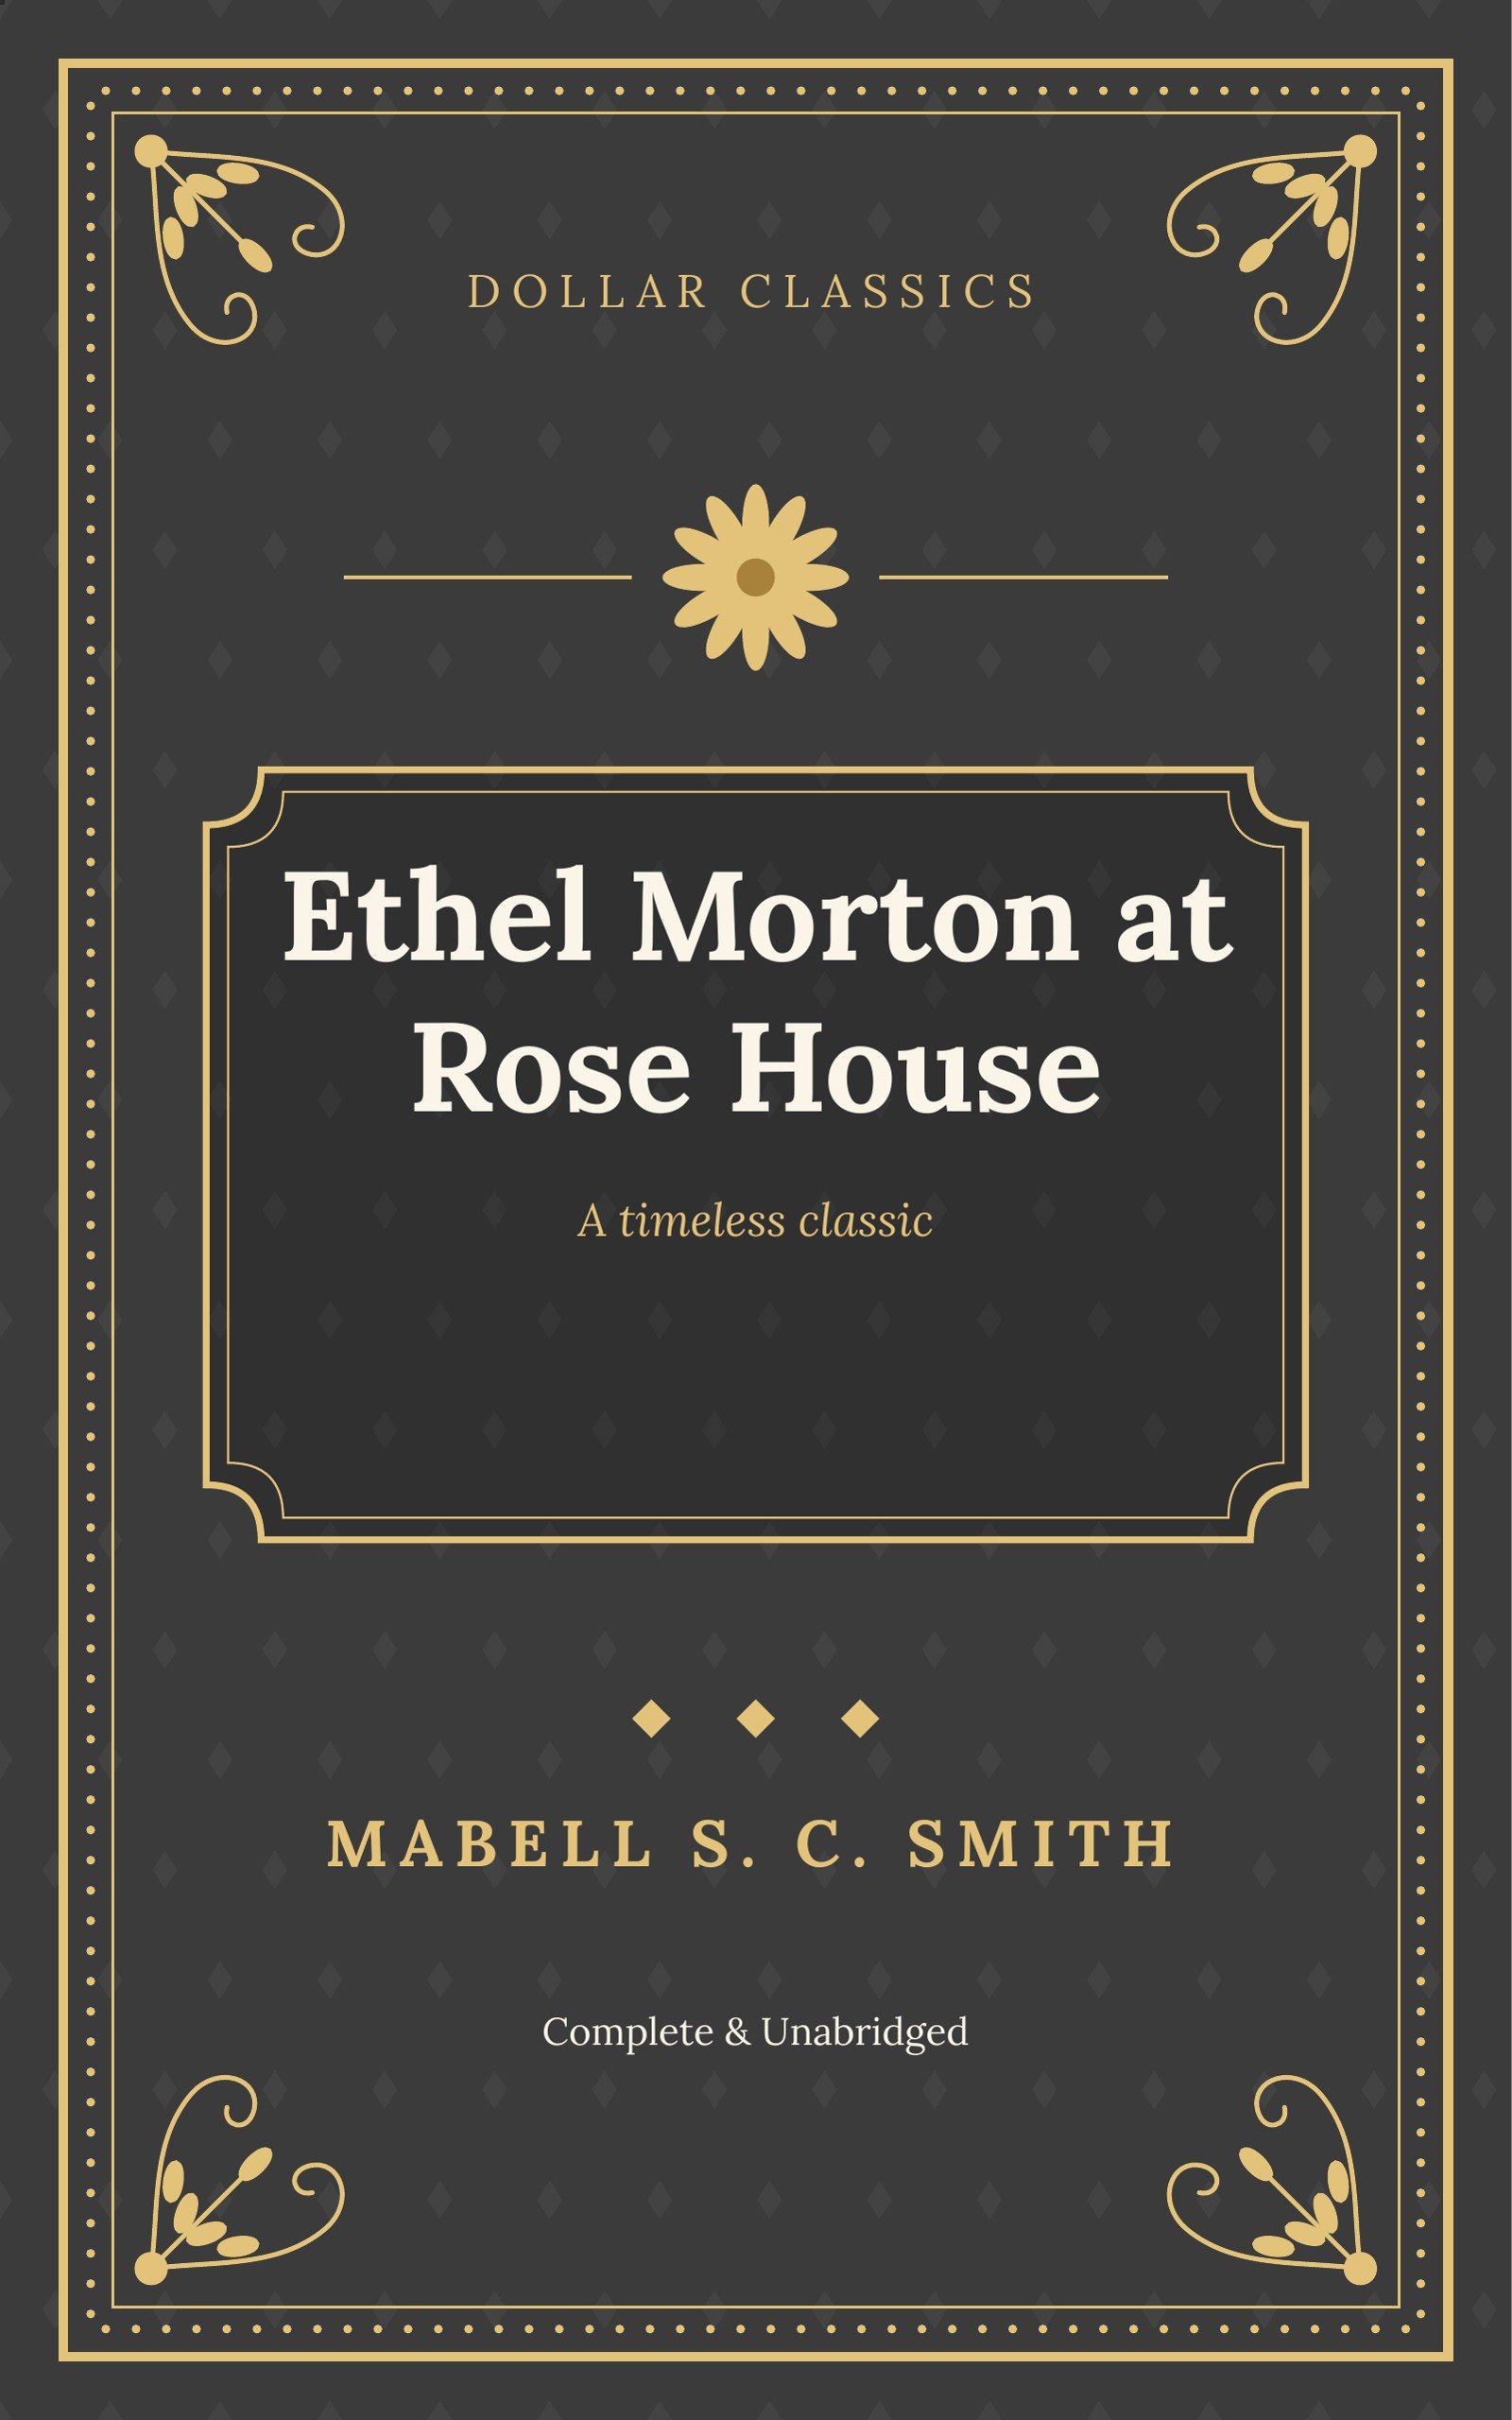 DOLLAR CLASSICS
Ethel Morton at
Rose House
A timeless classic
MABELL S. C. SMITH
Complete & Unabridged